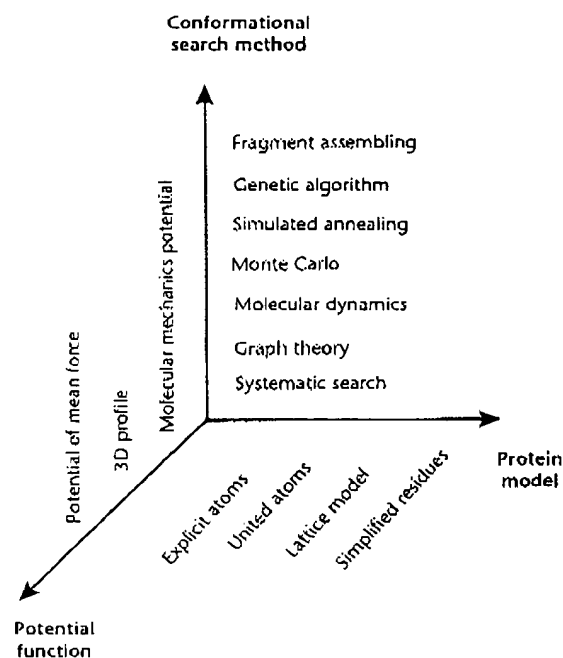 Conformational
search method
Fragment assembling
Genetic algorithm
Simulated annealing
Monte Carlo
Molecular dynamics
Graph theory
Systematic search
Molecular mechanics potential
3D profile
Potential of mean force
Explicit atoms
United atoms
Lattice model
Simplified residues
Protein
model
Potential
function